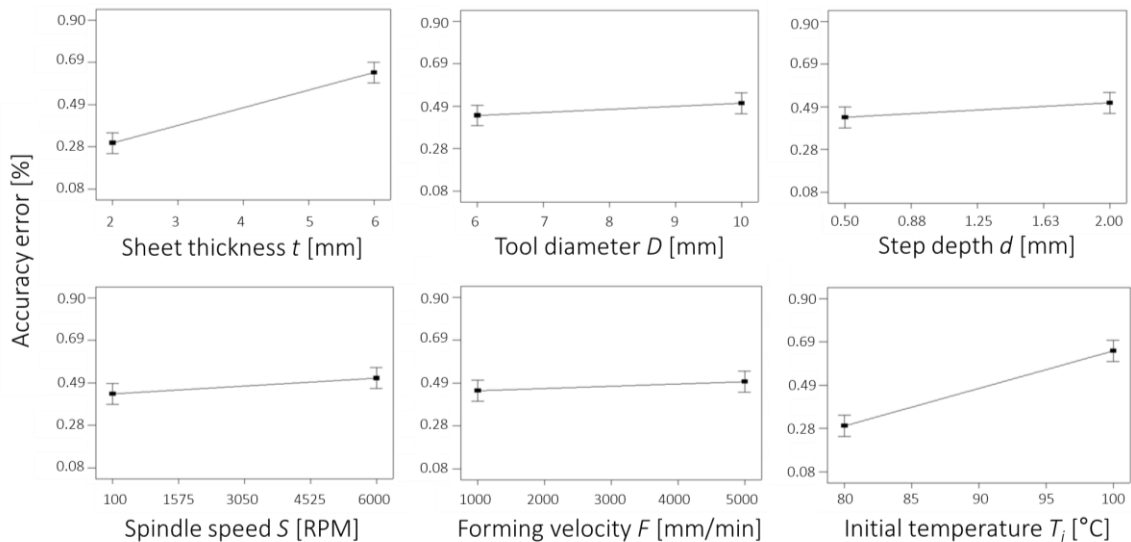 Accuracy error [%]
0.90
0.69
0.49
0.28
0.08
2 3 4 5 6
Sheet thickness t [mm]
0.90
0.69
0.49
0.28
0.08
6 7 8 9 10
Tool diameter D [mm]
0.90
0.69
0.49
0.28
0.08
0.50 0.88 1.25 1.63 2.00
Step depth d [mm]
0.90
0.69
0.49
0.28
0.08
100 1575 3050 4525 6000
Spindle speed S [RPM]
0.90
0.69
0.49
0.28
0.08
1000 2000 3000 4000 5000
Forming velocity F [mm/min]
0.90
0.69
0.49
0.28
0.08
80 85 90 95 100
Initial temperature Ti [°C]